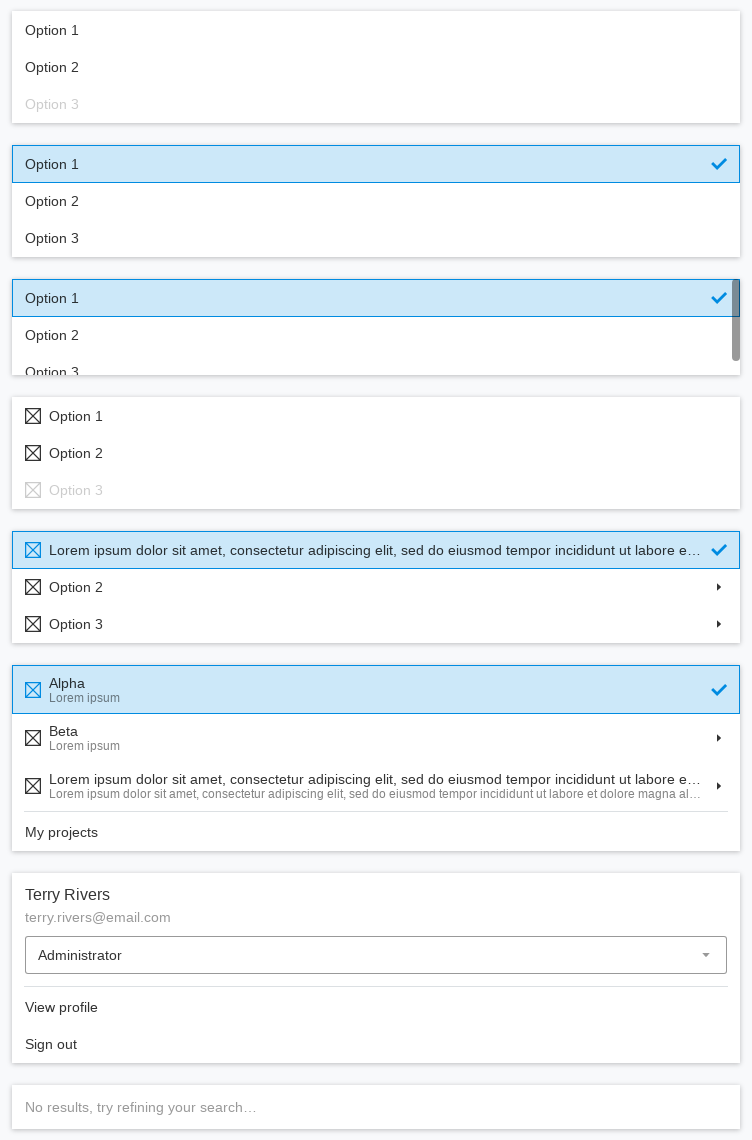 Option 1
Option 2
Option 3
Option 1
Option 2
Option 3
Option 1
Option 2
Option 3
Option 1
Option 2
Option 3
Lorem ipsum dolor sit amet, consectetur adipiscing elit, sed do eiusmod tempor incididunt ut labore e…
Option 2
Option 3
Alpha
Lorem ipsum
Beta
Lorem ipsum
Lorem ipsum dolor sit amet, consectetur adipiscing elit, sed do eiusmod tempor incididunt ut labore e…
Lorem ipsum dolor sit amet, consectetur adipiscing elit, sed do eiusmod tempor incididunt ut labore et dolore magna al…
My projects
Terry Rivers
terry.rivers@email.com
Administrator
View profile
Sign out
No results, try refining your search…